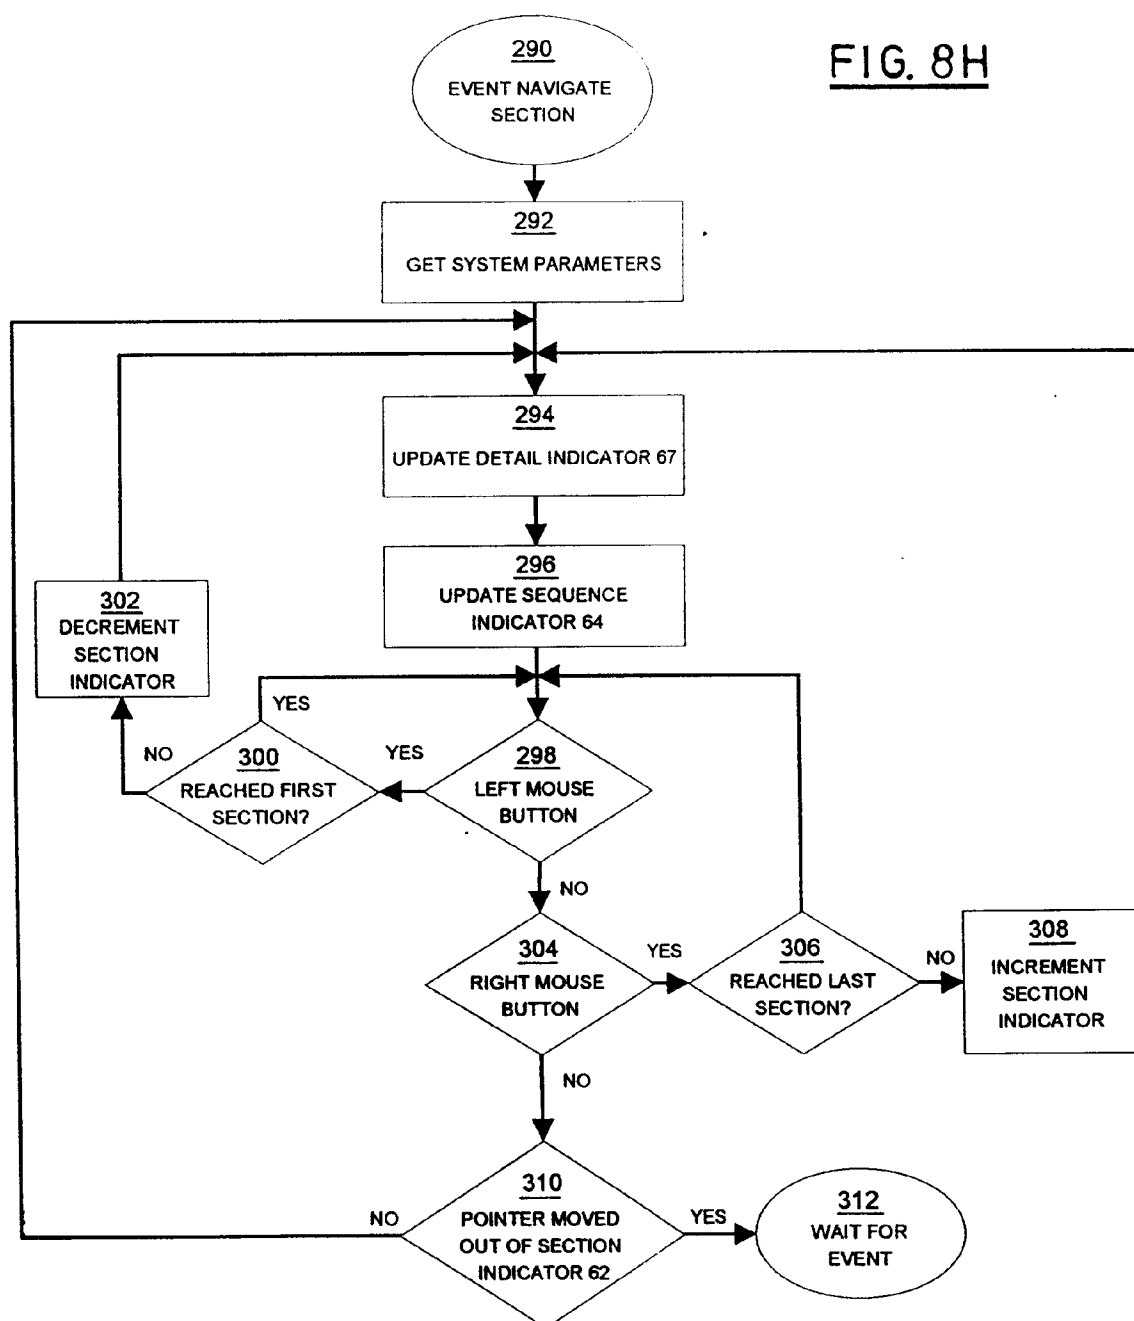 FIG. 8H
290
EVENT NAVIGATE
SECTION
292
GET SYSTEM PARAMETERS
294
UPDATE DETAIL INDICATOR 67
296
UPDATE SEQUENCE
INDICATOR 64
302
DECREMENT
SECTION
INDICATOR
YES
NO
300
REACHED FIRST
SECTION?
YES
298
LEFT MOUSE
BUTTON
NO
304
RIGHT MOUSE
BUTTON
YES
306
REACHED LAST
SECTION?
NO
308
INCREMENT
SECTION
INDICATOR
NO
310
POINTER MOVED
OUT OF SECTION
INDICATOR 62
NO
YES
312
WAIT FOR
EVENT